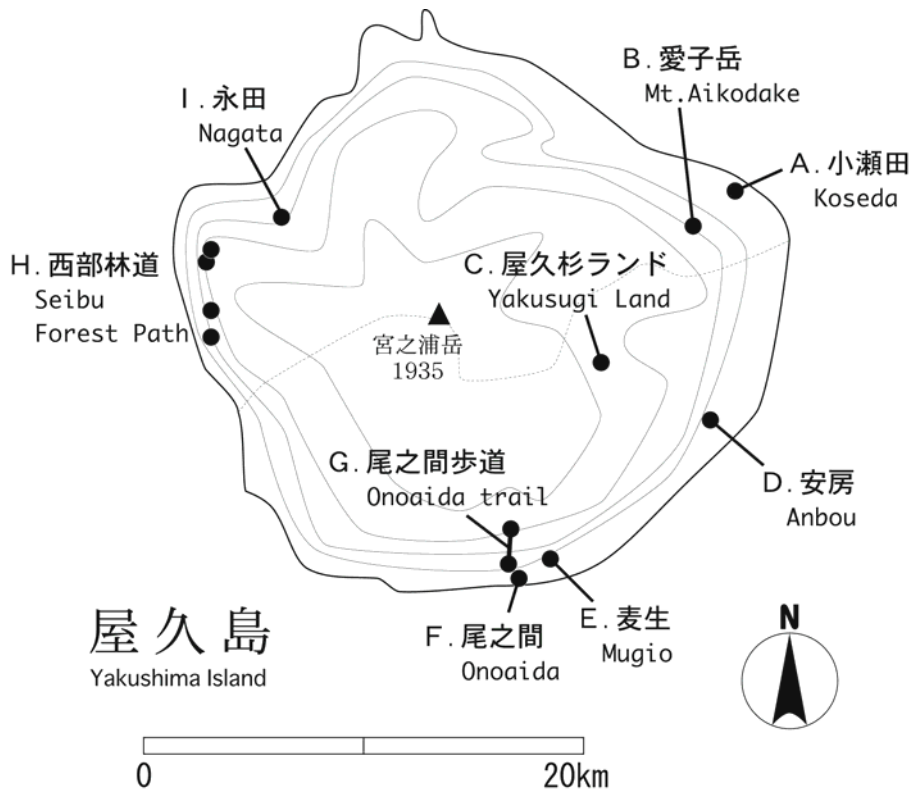 B.愛子岳
Mt.Aikodake
I.永田
Nagata
A.小瀬田
Koseda
H.西部林道
Seibu
Forest Path
C.屋久杉ランド
Yakusugi Land
宮之浦岳
1935
G.尾之間歩道
Onoaida trail
D.安房
Anbou
E.麦生
Mugio
F.尾之間
Onoaida
屋久島
Yakushima Island
N
0
20km